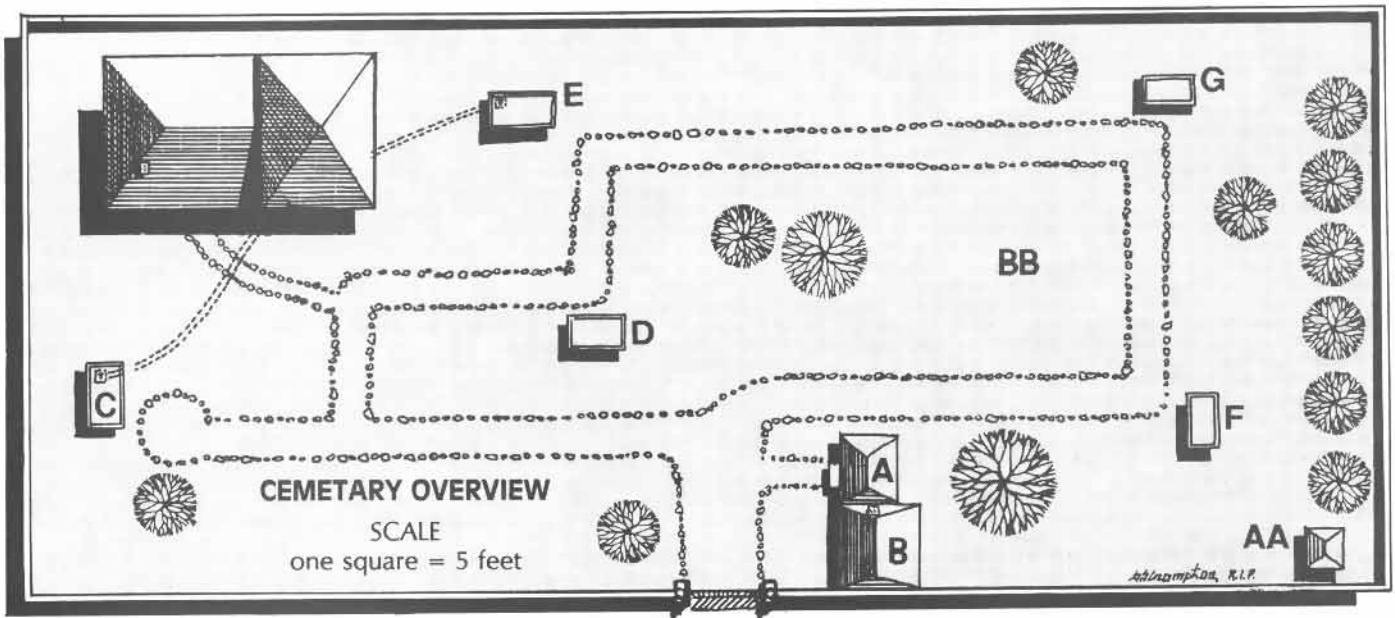 E
G
BB
D
C
F
A
CEMETARY OVERVIEW
SCALE
B
AA
one square = 5 feet
R.I.P.